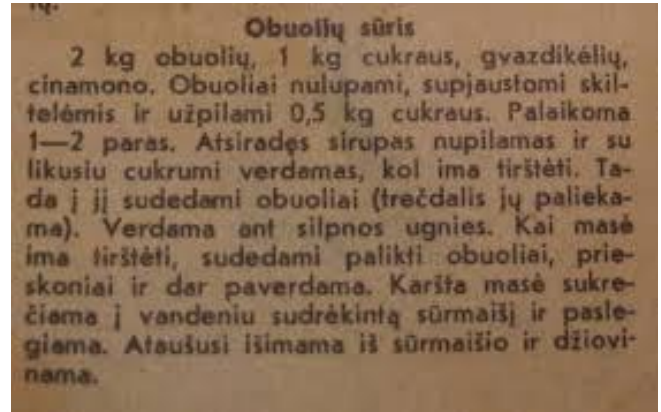 Obuolių sūris
2 kg obuolių, 1 kg cukraus, gvazdikėlių,
cinamono. Obuoliai nulupami, supjaustomi skil-
telėmis ir užpilami 0,5 kg cukraus. Palaikoma
1—2 paras. Atsiradęs sirupas nupilamas ir su
likusiu cukrumi verdamas, kol ima tirštėti. Ta-
da į jį sudedami obuoliai (trečdalis jų palieka-
ma). Verdama ant silpnos ugnies. Kai masė
ima tirštėti, sudedami palikti obuoliai, prie-
skoniai ir dar paverdama. Karšta masė sukre-
čiama į vandeniu sudrėkintą sūrmaišį ir pasle-
giama. Ataušusi išimama iš sūrmaišio ir džiovi-
nama.